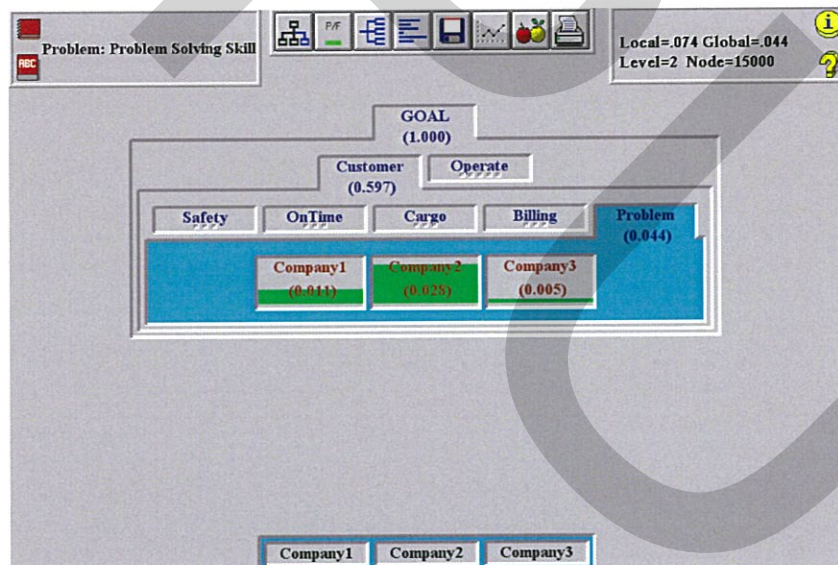 ABC
Problem: Problem Solving Skill
P/F
Local=.074 Global=.044
Level=2 Node=15000
i
?
GOAL
(1.000)
Customer
(0.597)
Operate
Safety
OnTime
Cargo
Billing
Problem
(0.044)
Company1
(0.011)
Company2
(0.028)
Company3
(0.005)
Company1
Company2
Company3